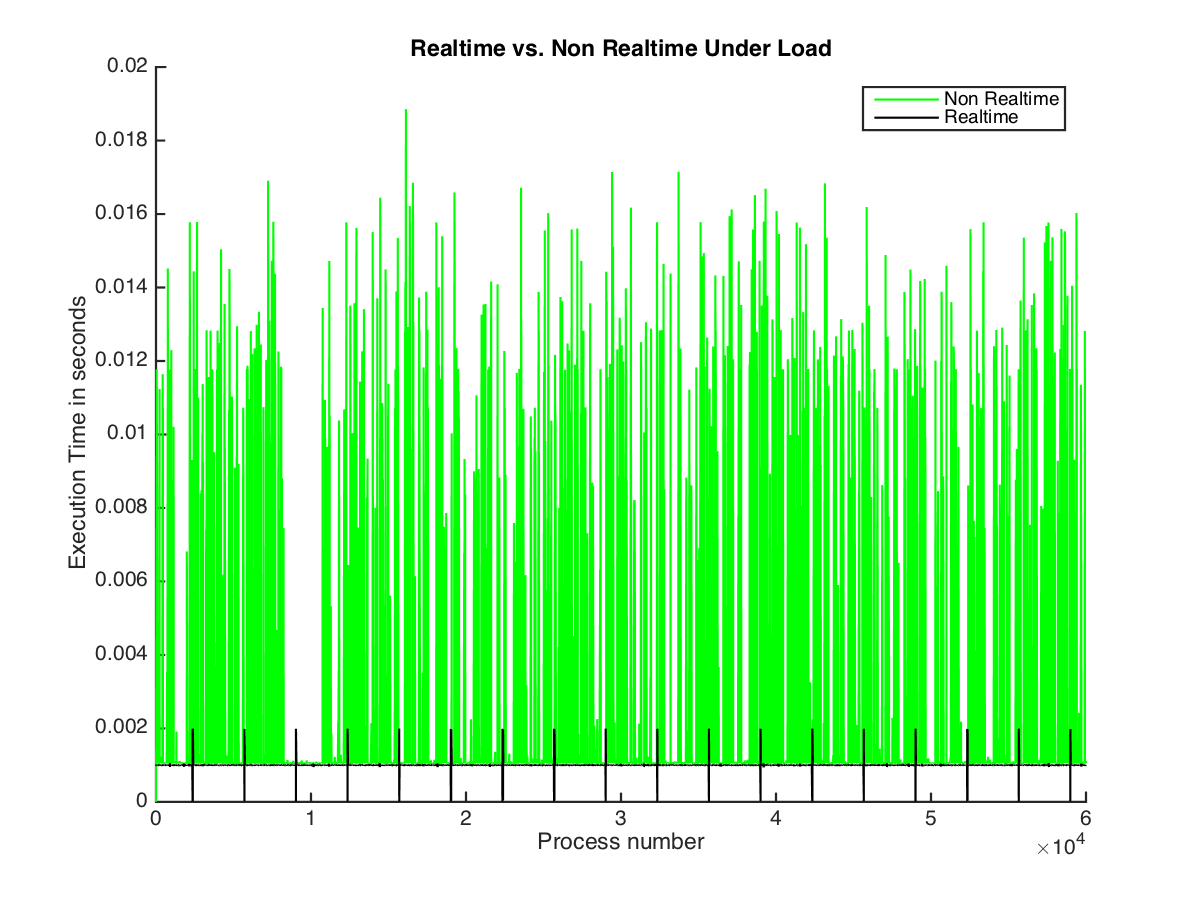 Realtime vs. Non Realtime Under Load
Non Realtime
Realtime
Execution Time in seconds
0.02
0.018
0.016
0.014
0.012
0.01
0.008
0.006
0.004
0.002
0
0 1 2 3 4 5 6
×10⁴
Process number